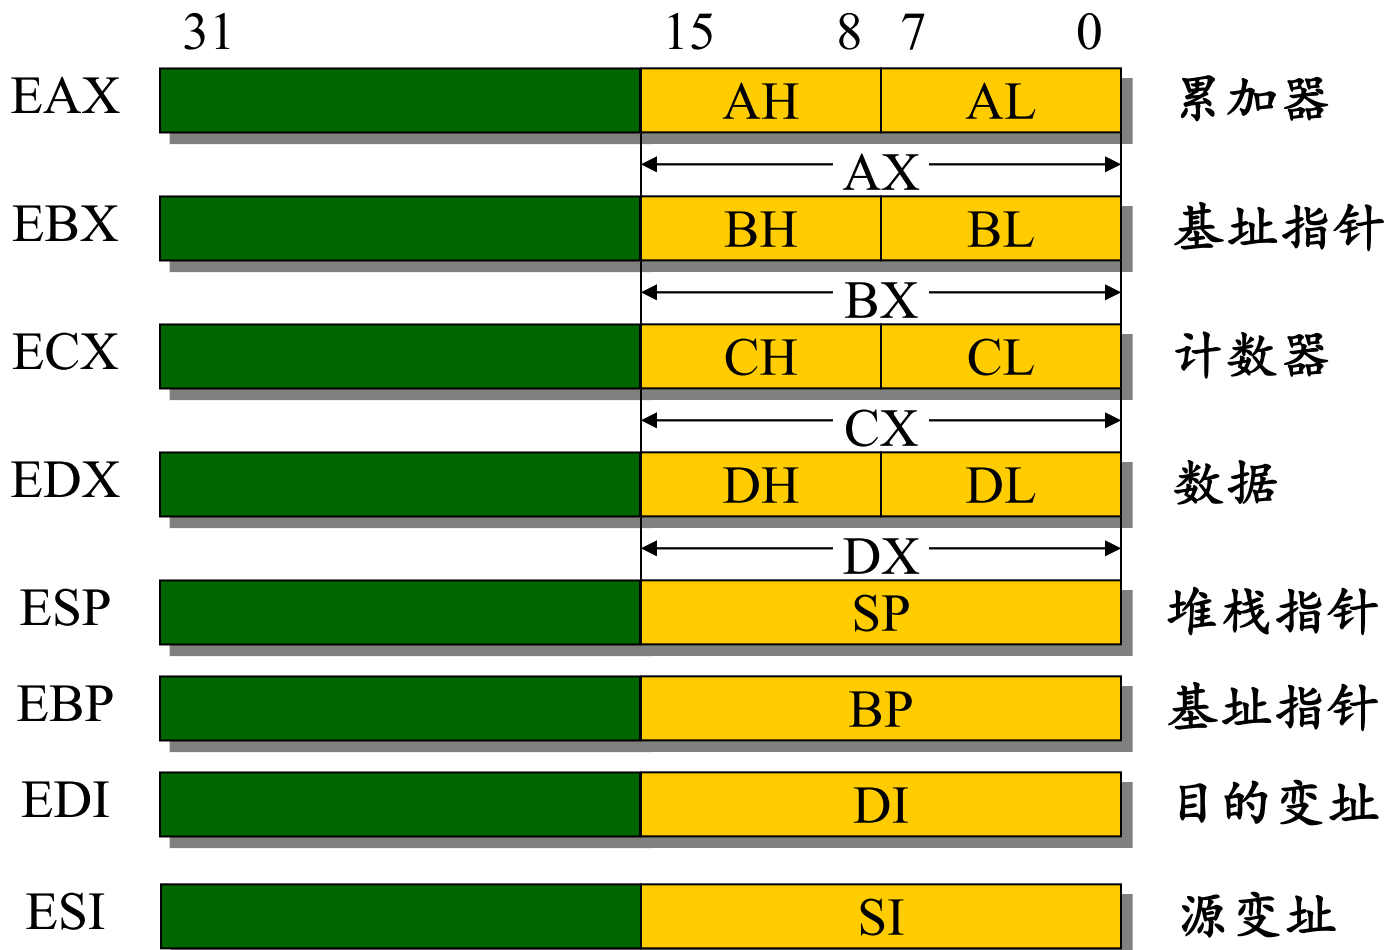 31 15 8 7 0
EAX AH AL 累加器
AX
EBX BH BL 基址指针
BX
ECX CH CL 计数器
CX
EDX DH DL 数据
DX
ESP SP 堆栈指针
EBP BP 基址指针
EDI DI 目的变址
ESI SI 源变址